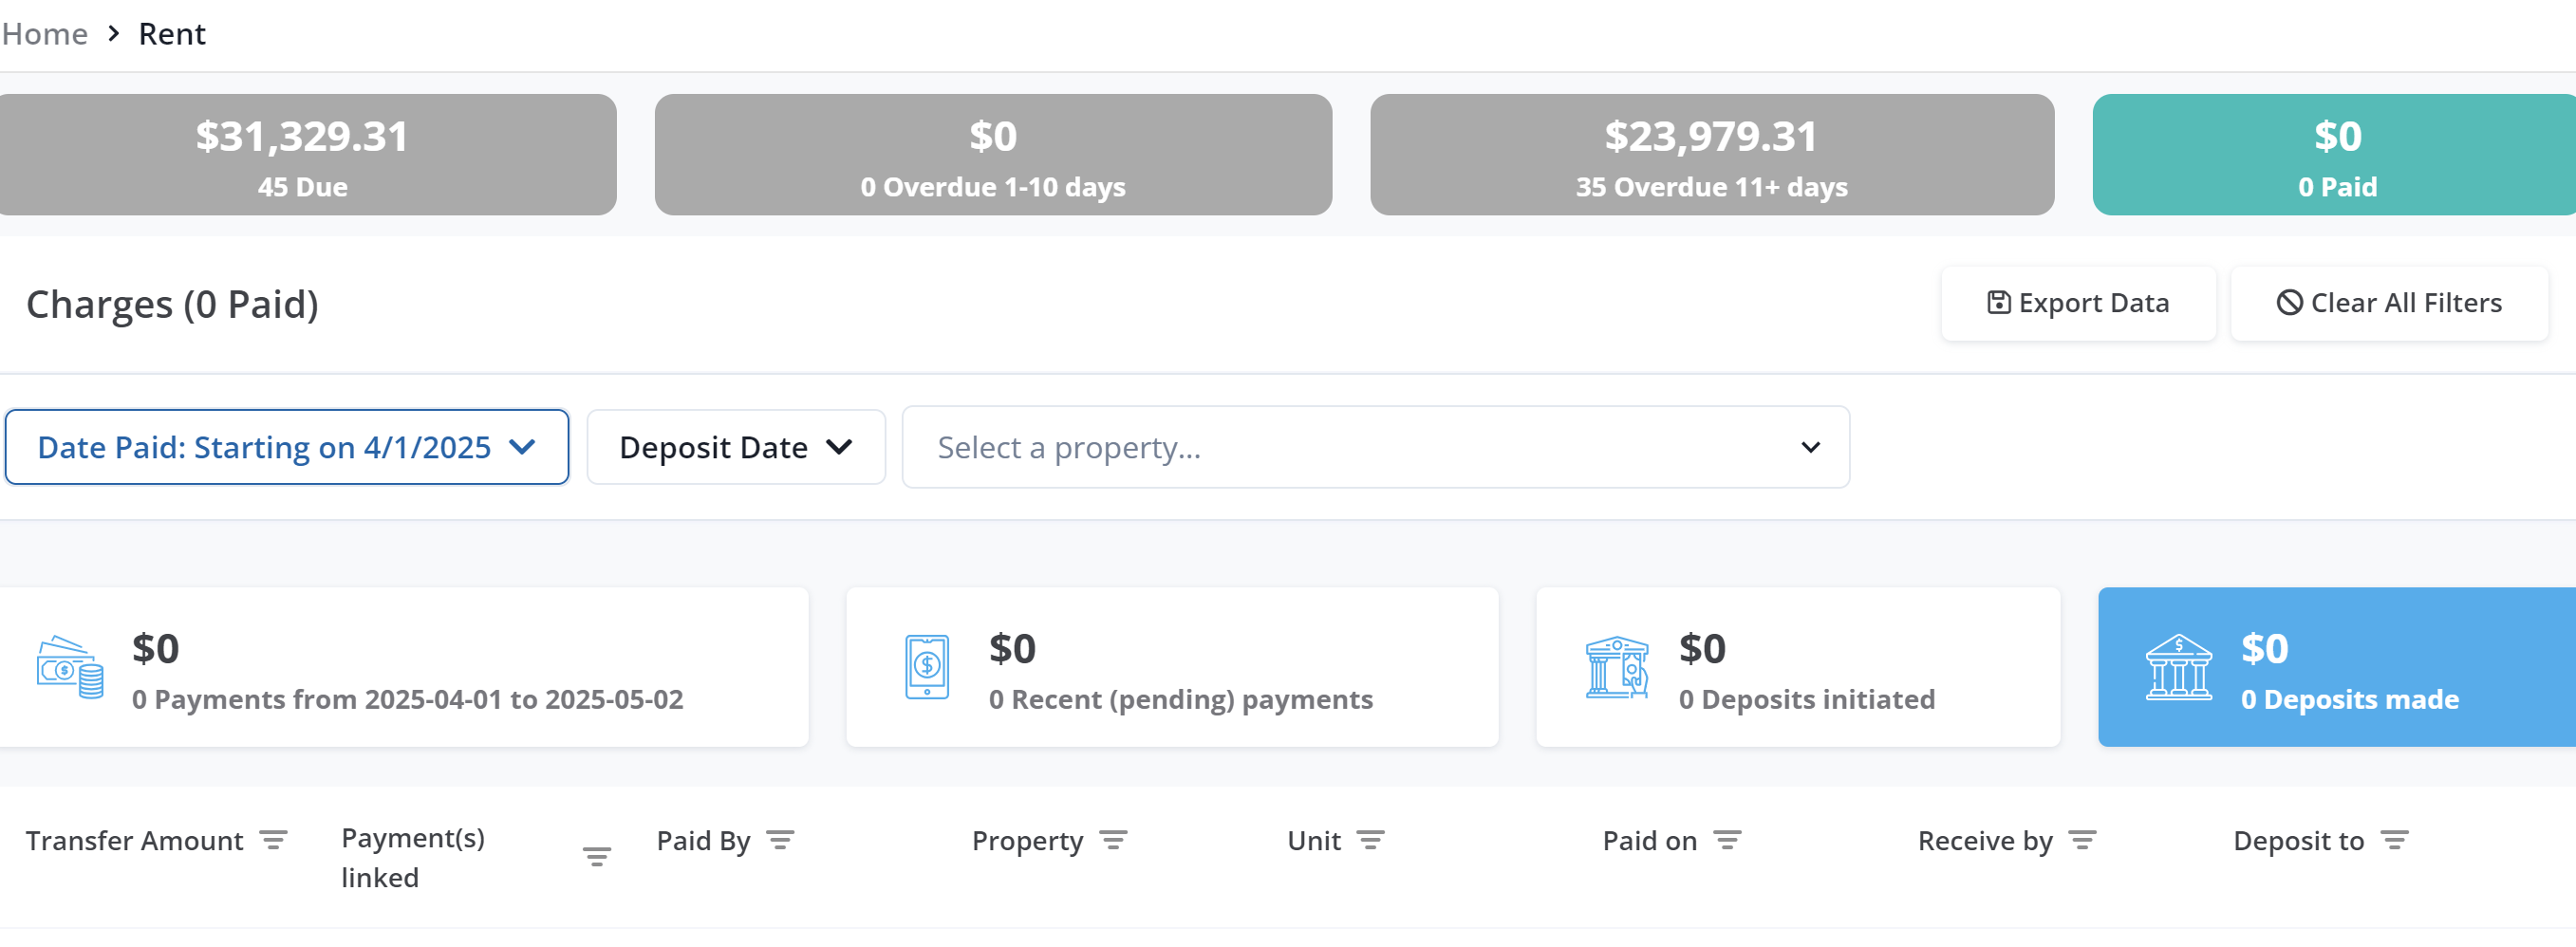 Home > Rent
$31,329.31
45 Due
$0
0 Overdue 1-10 days
$23,979.31
35 Overdue 11+ days
$0
0 Paid
Charges (0 Paid)
Export Data
Clear All Filters
Date Paid: Starting on 4/1/2025
Deposit Date
Select a property...
$0
0 Payments from 2025-04-01 to 2025-05-02
$0
0 Recent (pending) payments
$0
0 Deposits initiated
$0
0 Deposits made
Transfer Amount
Payment(s)
linked
Paid By
Property
Unit
Paid on
Receive by
Deposit to